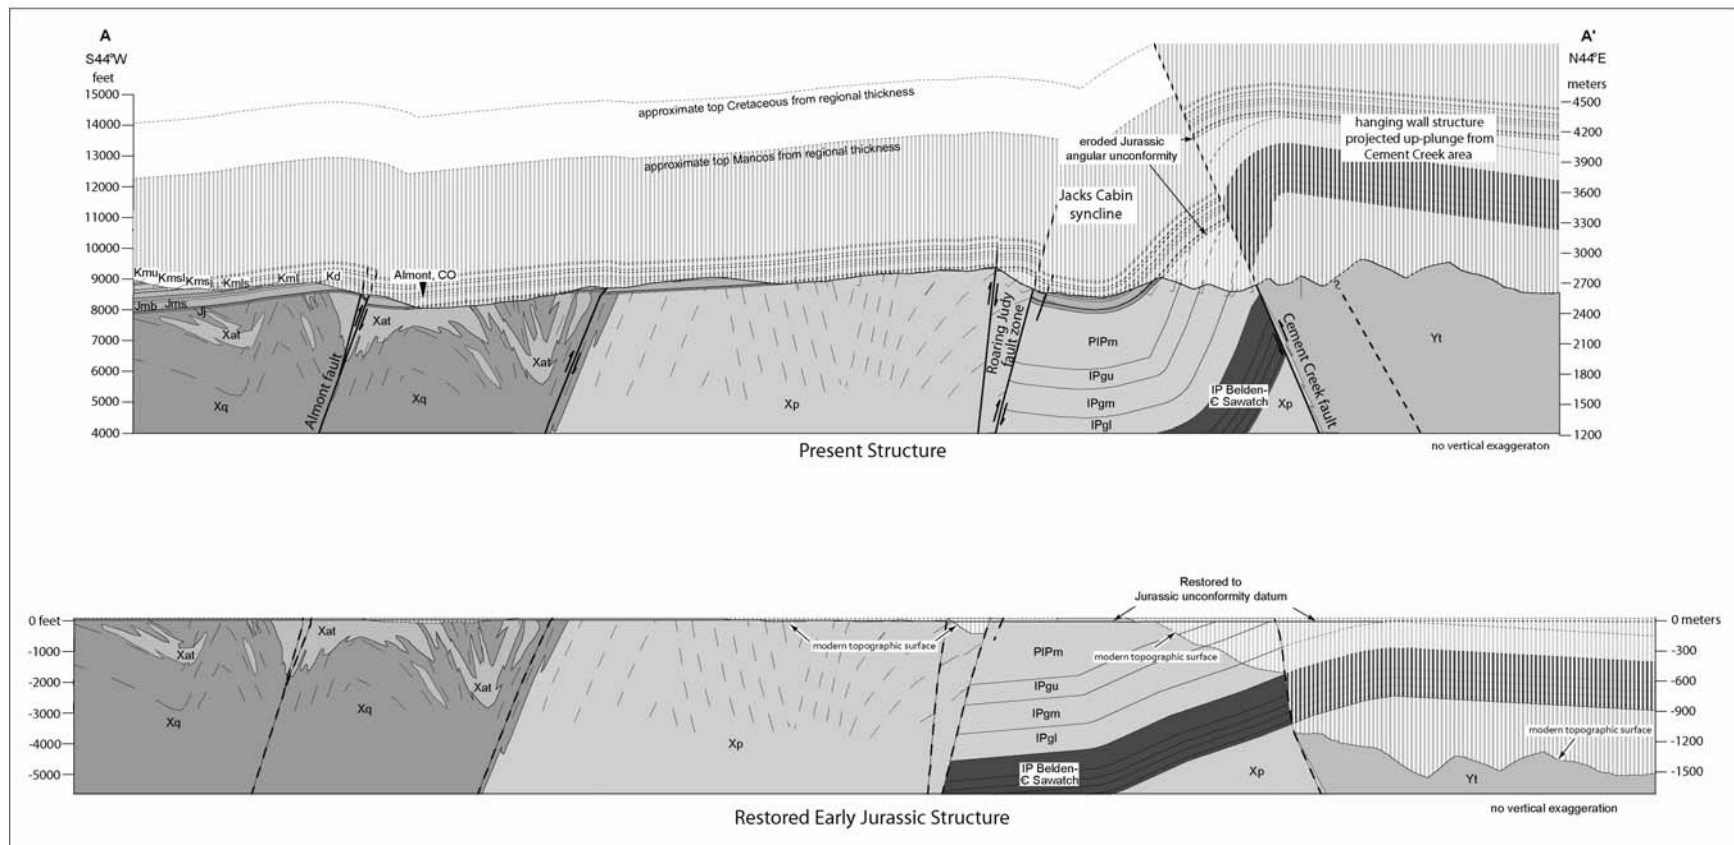 A
S44°W
feet
15000
14000
13000
12000
11000
10000
9000
8000
7000
6000
5000
4000
A'
N44°E
meters
4500
4200
3900
3600
3300
3000
2700
2400
2100
1800
1500
1200
approximate top Cretaceous from regional thickness
approximate top Mancos from regional thickness
eroded Jurassic
angular unconformity
hanging wall structure
projected up-plunge from
Cement Creek area
Jacks Cabin
syncline
Kmu
Kmsl
Kmsl
Kmls
Kml
Kd
Almont, CO
Jmb
Jms
Jj
Xat
Xat
Xat
Xq
Almont fault
Xq
Xp
Roaring Judy
fault zone
PIPm
IPgu
IPgm
IPgl
IP Belden-
Є Sawatch
Xp
Cement Creek fault
Yt
Present Structure
no vertical exaggeraton
Restored to
Jurassic unconformity datum
0 feet
-1000
-2000
-3000
-4000
-5000
0 meters
-300
-600
-900
-1200
-1500
Xat
Xat
Xat
Xq
Xq
Xp
modern topographic surface
PIPm
modern topographic surface
IPgu
IPgm
IPgl
IP Belden-
Є Sawatch
Xp
modern topographic surface
Yt
Restored Early Jurassic Structure
no vertical exaggeration